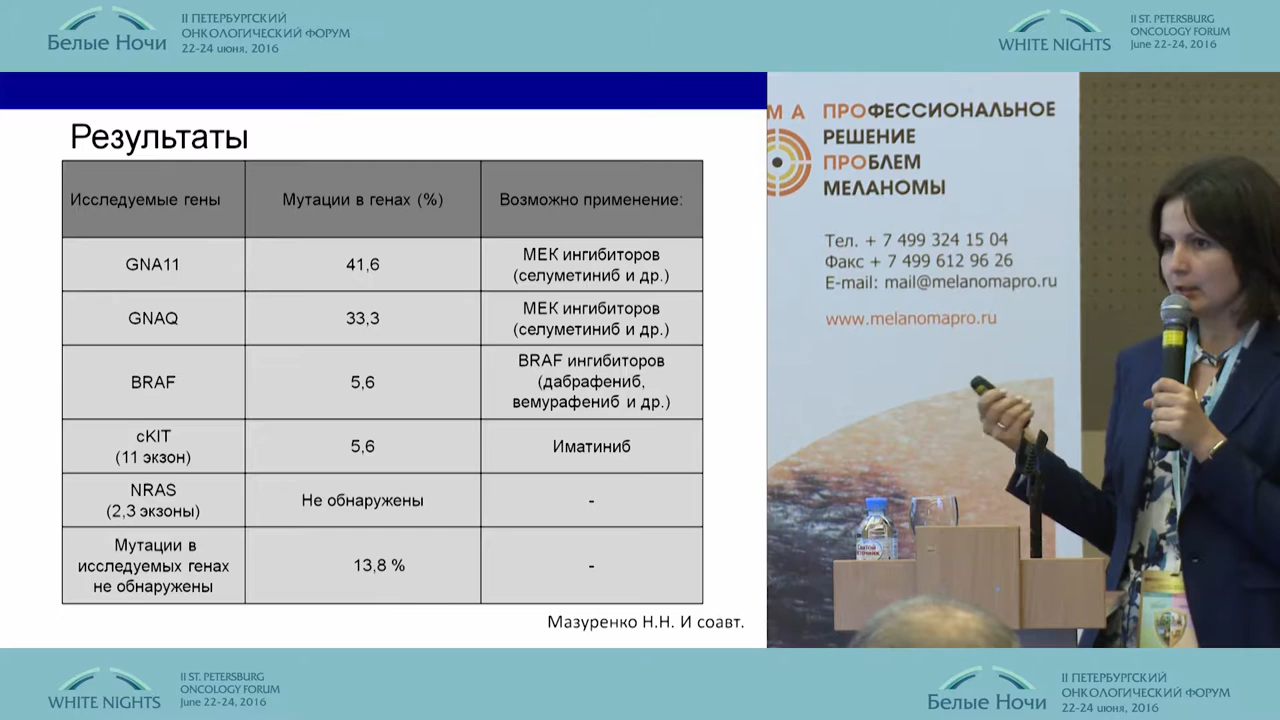 II ПЕТЕРБУРГСКИЙ
ОНКОЛОГИЧЕСКИЙ ФОРУМ
22-24 июня, 2016
Белые Ночи
II ST. PETERSBURG
ONCOLOGY FORUM
June 22-24, 2016
WHITE NIGHTS
Результаты
Исследуемые гены
Мутации в генах (%)
Возможно применение:
GNA11
41,6
МЕК ингибиторов
(селуметиниб и др.)
GNAQ
33,3
МЕК ингибиторов
(селуметиниб и др.)
BRAF
5,6
BRAF ингибиторов
(дабрафениб,
вемурафениб и др.)
cKIT
(11 экзон)
5,6
Иматиниб
NRAS
(2,3 экзоны)
Не обнаружены
-
Мутации в
исследуемых генах
не обнаружены
13,8 %
-
Мазуренко Н.Н. И соавт.
М А
ПРОФЕССИОНАЛЬНОЕ
РЕШЕНИЕ
ПРОБЛЕМ
МЕЛАНОМЫ
Тел. + 7 499 324 15 04
Факс + 7 499 612 96 26
E-mail: mail@melanomapro.ru
www.melanomapro.ru
WHITE NIGHTS
II ST. PETERSBURG
ONCOLOGY FORUM
June 22-24, 2016
Белые Ночи
II ПЕТЕРБУРГСКИЙ
ОНКОЛОГИЧЕСКИЙ ФОРУМ
22-24 июня, 2016